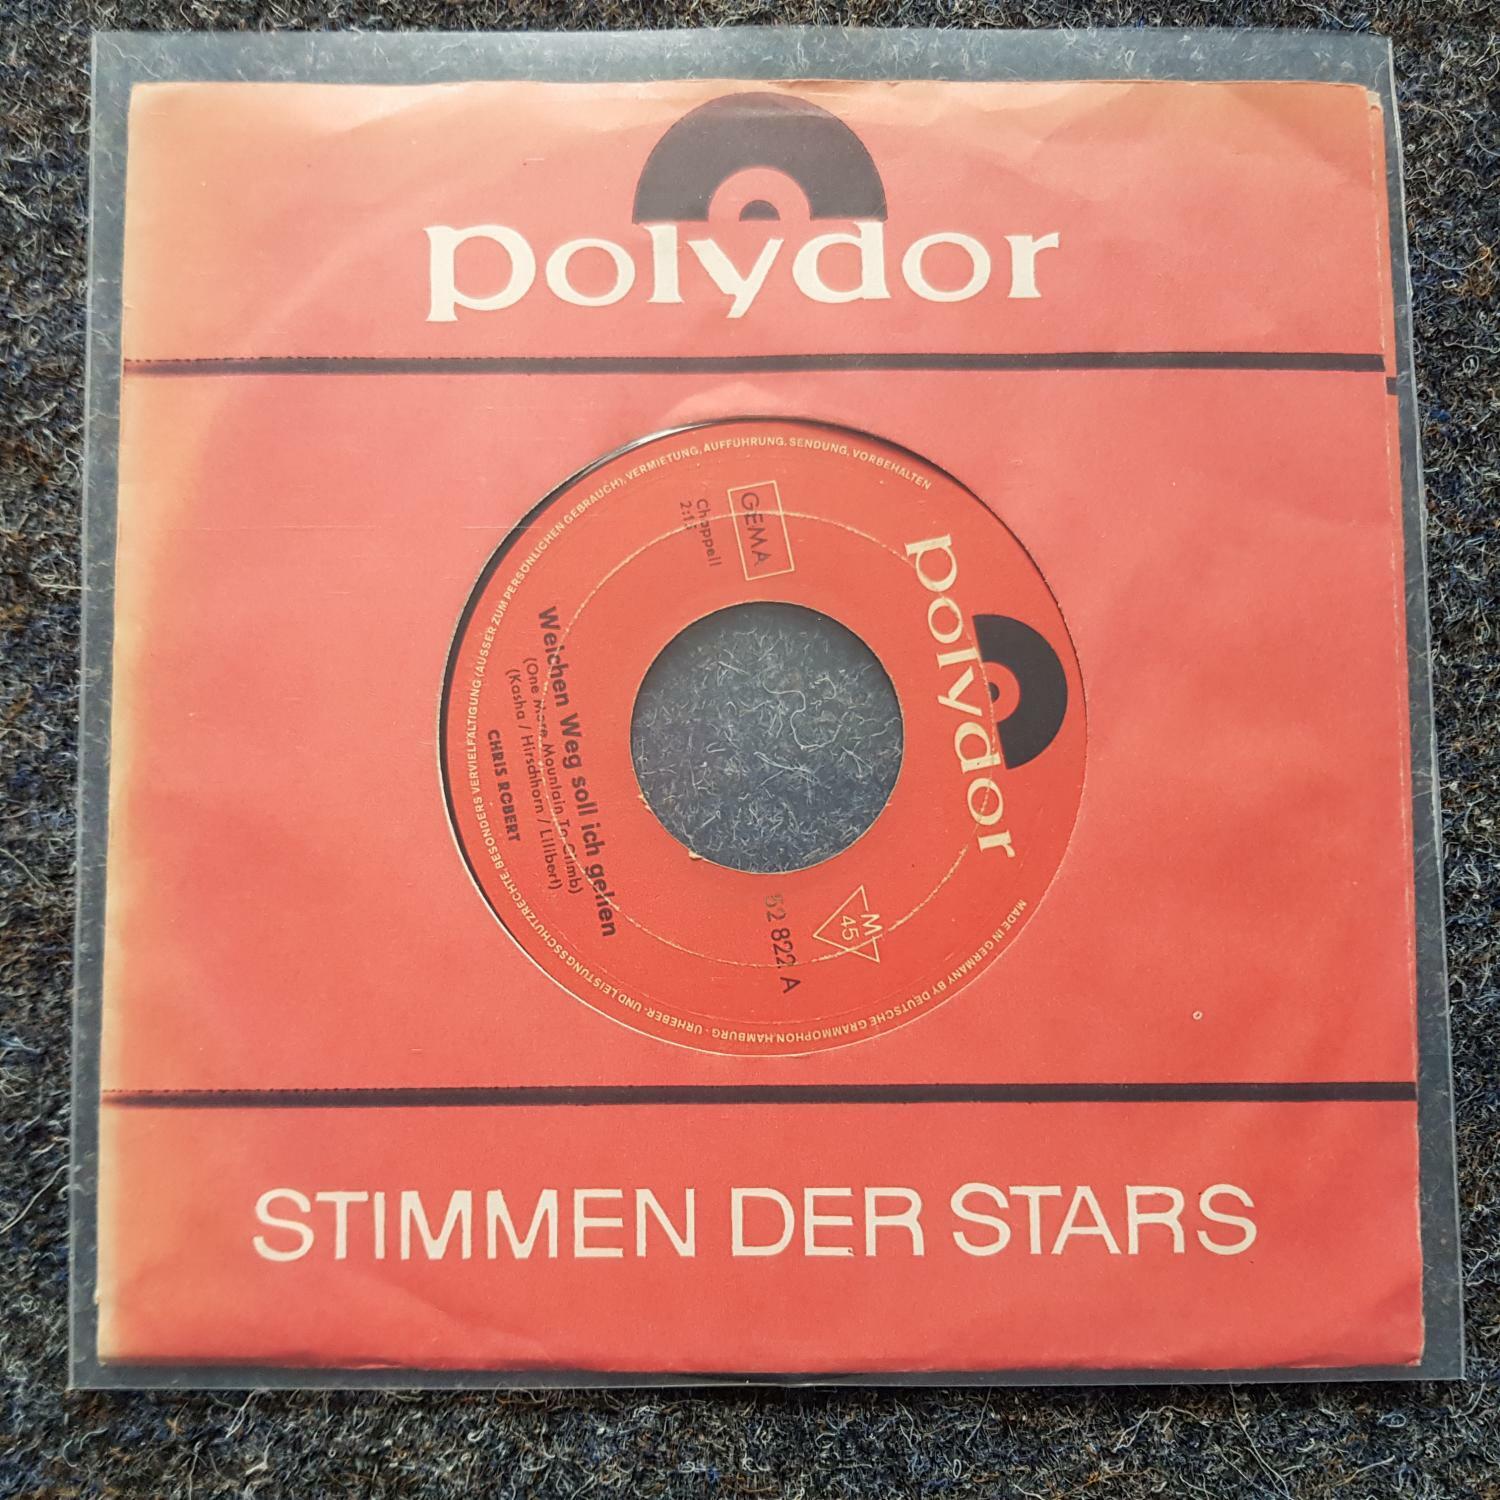 polydor
URHEBER- UND LEISTUNGSSCHUTZRECHTE, BESONDERS VERVIELFÄLTIGUNG (AUSSER ZUM PERSÖNLICHEN GEBRAUCH), VERMIETUNG, AUFFÜHRUNG, SENDUNG, VORBEHALTEN
polydor
GEMA
Chappell
M
45
52 822 A
Welchen Weg soll ich gehen
(One More Mountain To Climb)
(Kasha / Hirschhorn / Lilibert)
CHRIS ROBERT
MADE IN GERMANY BY DEUTSCHE GRAMMOPHON HAMBURG ·
STIMMEN DER STARS